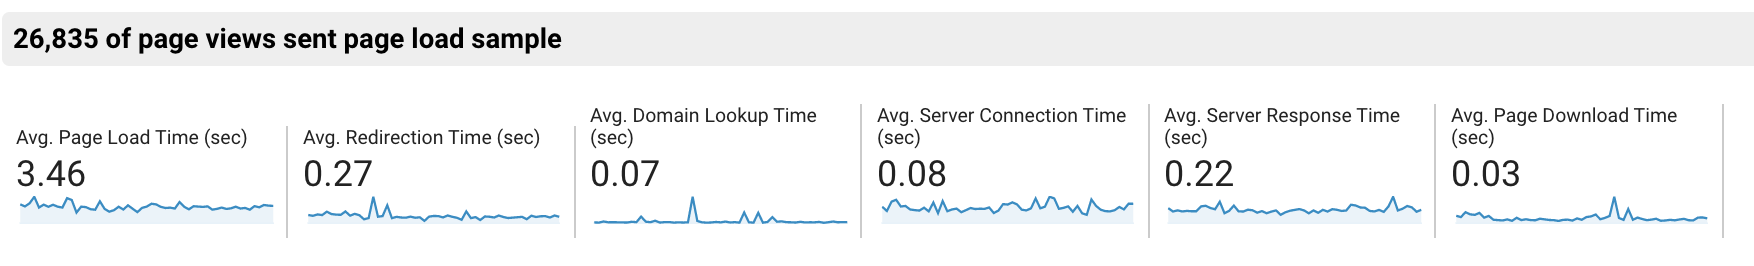 26,835 of page views sent page load sample
Avg. Page Load Time (sec)
3.46
Avg. Redirection Time (sec)
0.27
Avg. Domain Lookup Time
(sec)
0.07
Avg. Server Connection Time
(sec)
0.08
Avg. Server Response Time
(sec)
0.22
Avg. Page Download Time
(sec)
0.03